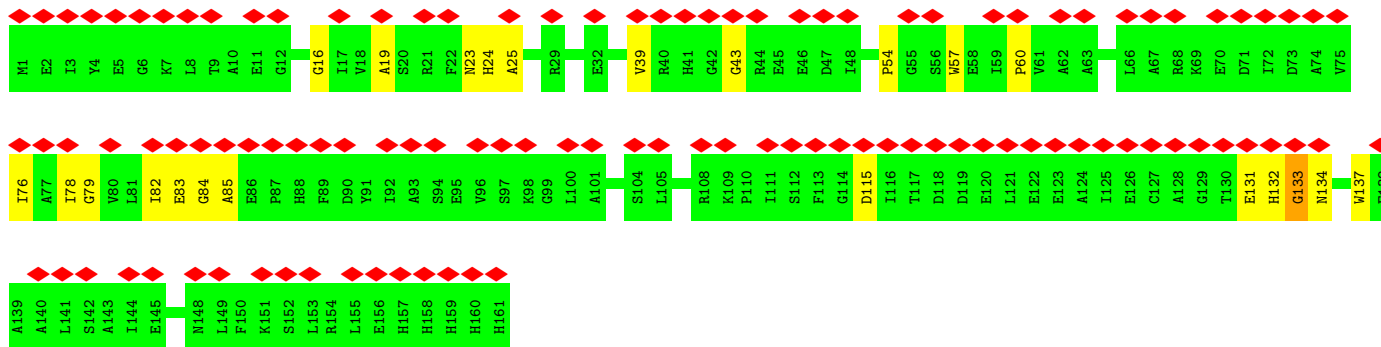 M1 E2 I3 Y4 E5 G6 K7 L8 T9 A10 E11 G12 G16 I17 V18 A19 S20 R21 F22 N23 H24 A25 R29 E32 V39 R40 H41 G42 G43 R44 E45 E46 D47 I48 P54 G55 S56 W57 E58 I59 P60 V61 A62 A63 L66 A67 R68 K69 E70 D71 I72 D73 A74 V75
I76 A77 I78 G79 V80 L81 I82 E83 G84 A85 E86 P87 H88 F89 D90 Y91 I92 A93 S94 E95 V96 S97 K98 G99 L100 A101 S104 L105 R108 K109 P110 I111 S112 F113 G114 D115 I116 T117 D118 D119 E120 L121 E122 E123 A124 I125 E126 C127 A128 G129 T130 E131 H132 G133 N134 W137
A139 A140 L141 S142 A143 I144 E145 N148 L149 F150 K151 S152 L153 R154 L155 E156 H157 H158 H159 H160 H161